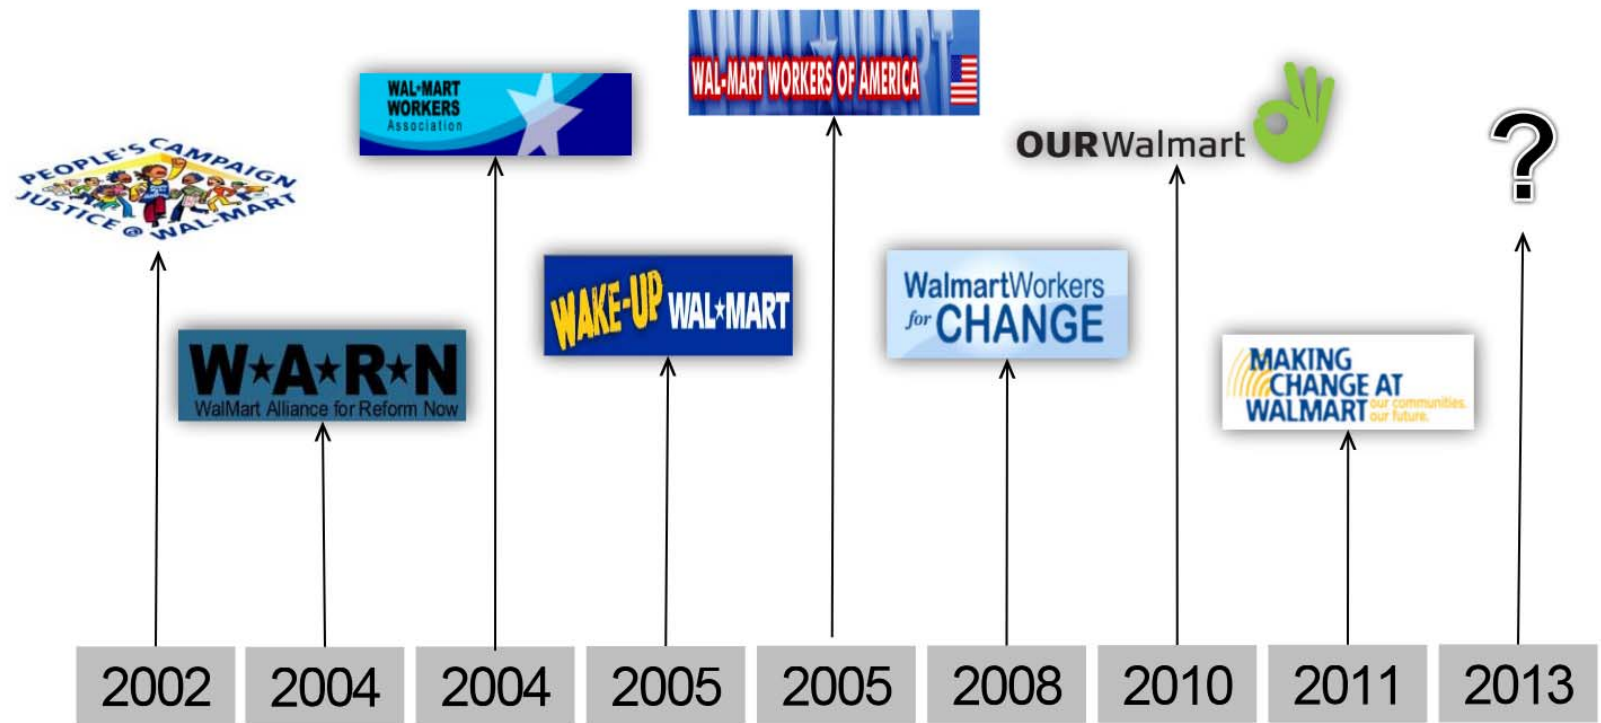 PEOPLE'S CAMPAIGN
JUSTICE @ WAL-MART
W★A★R★N
WalMart Alliance for Reform Now
WAL★MART
WORKERS
Association
WAKE-UP WAL★MART
WAL-MART WORKERS OF AMERICA
WalmartWorkers
for CHANGE
OURWalmart
MAKING
CHANGE AT
WALMART our communities.
our future.
?
2002
2004
2004
2005
2005
2008
2010
2011
2013